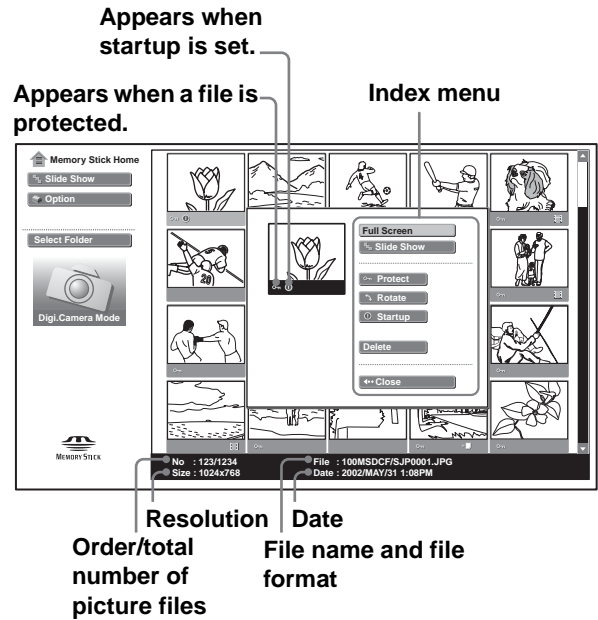 Appears when
startup is set.
Appears when a file is
protected.
Index menu
Memory Stick Home
Slide Show
Option
Select Folder
Digi.Camera Mode
MEMORY STICK
20
Full Screen
Slide Show
Protect
Rotate
Startup
Delete
Close
No : 123/1234
Size : 1024x768
File : 100MSDCF/SJP0001.JPG
Date : 2002/MAY/31 1:08PM
Resolution
Date
Order/total
number of
picture files
File name and file
format